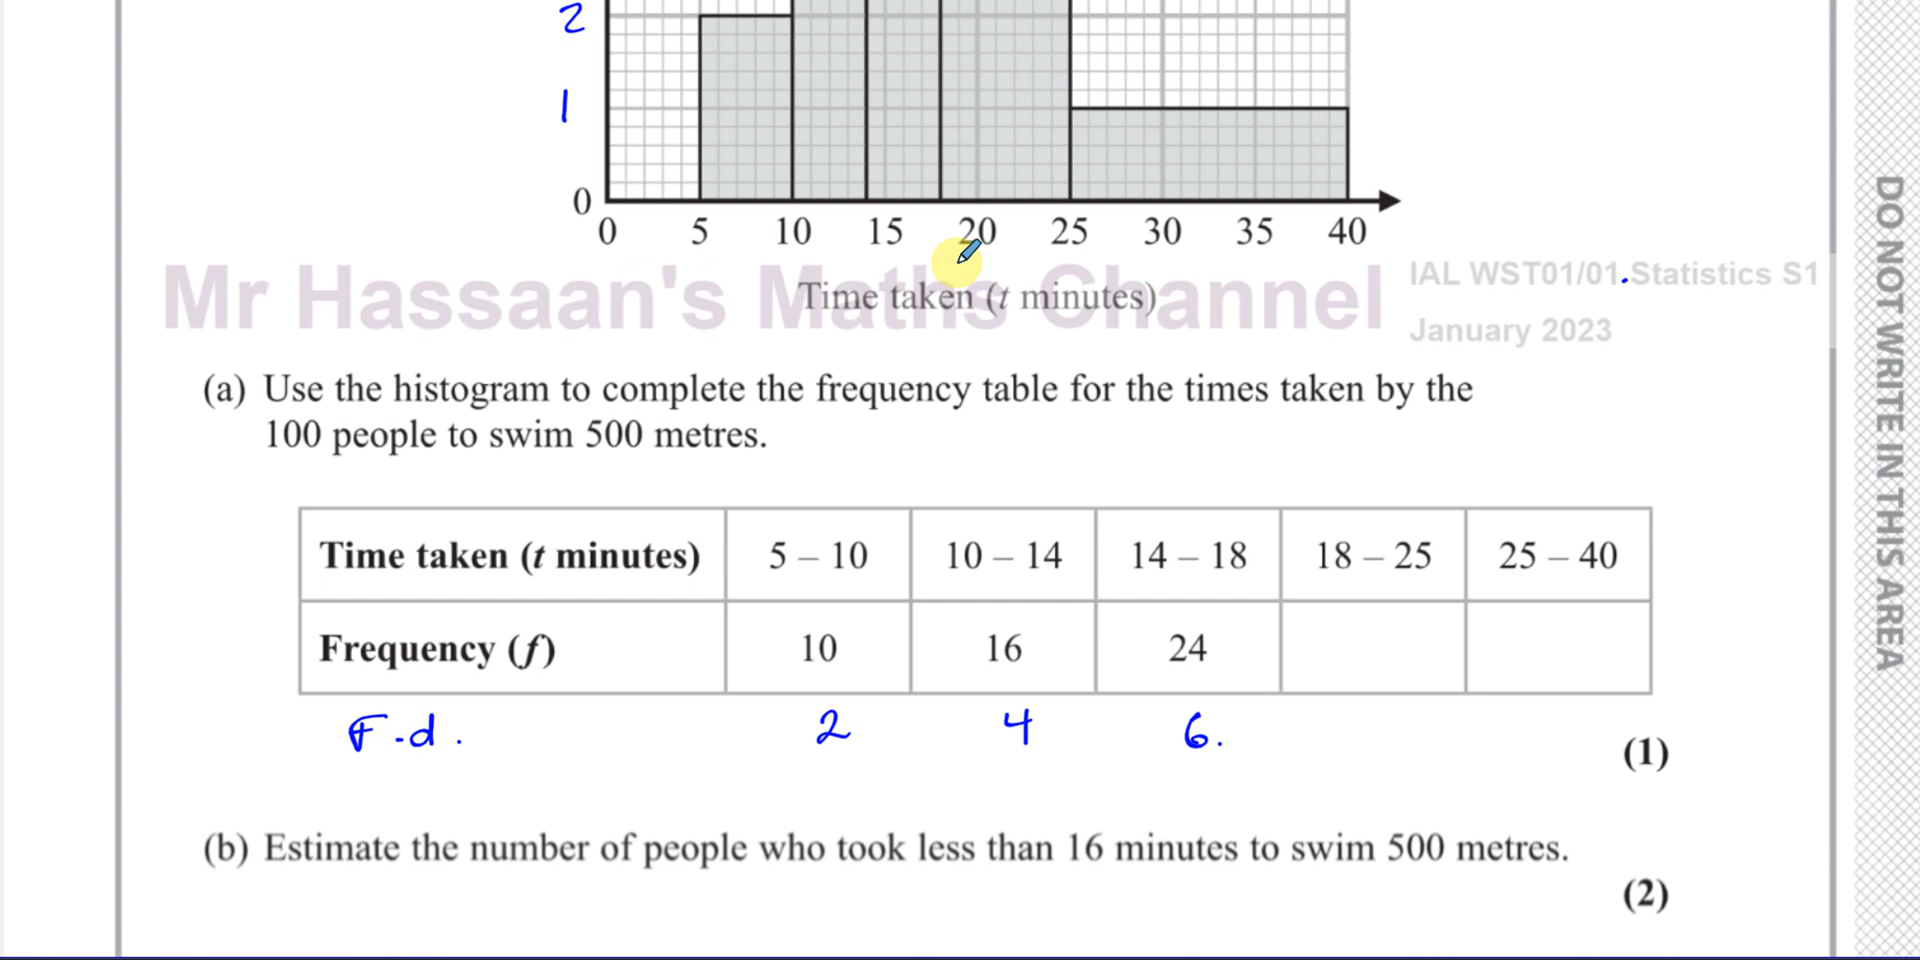 2
1
0
0 5 10 15 20 25 30 35 40
Time taken (t minutes)
Mr Hassaan's Maths Channel
IAL WST01/01.Statistics S1
January 2023
(a) Use the histogram to complete the frequency table for the times taken by the
100 people to swim 500 metres.
Time taken (t minutes) 5 – 10 10 – 14 14 – 18 18 – 25 25 – 40
Frequency (f) 10 16 24
F.d. 2 4 6.
(1)
(b) Estimate the number of people who took less than 16 minutes to swim 500 metres.
(2)
DO NOT WRITE IN THIS AREA